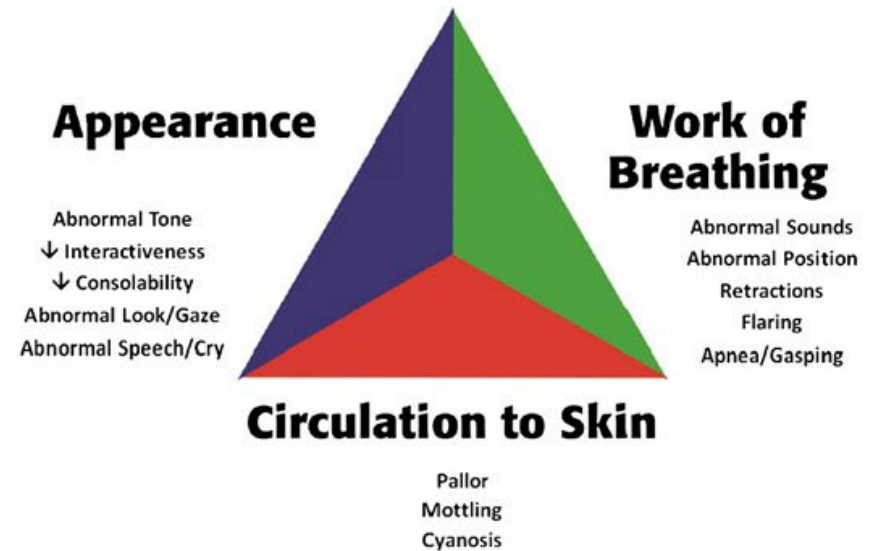 Appearance
Abnormal Tone
↓ Interactiveness
↓ Consolability
Abnormal Look/Gaze
Abnormal Speech/Cry
Work of
Breathing
Abnormal Sounds
Abnormal Position
Retractions
Flaring
Apnea/Gasping
Circulation to Skin
Pallor
Mottling
Cyanosis